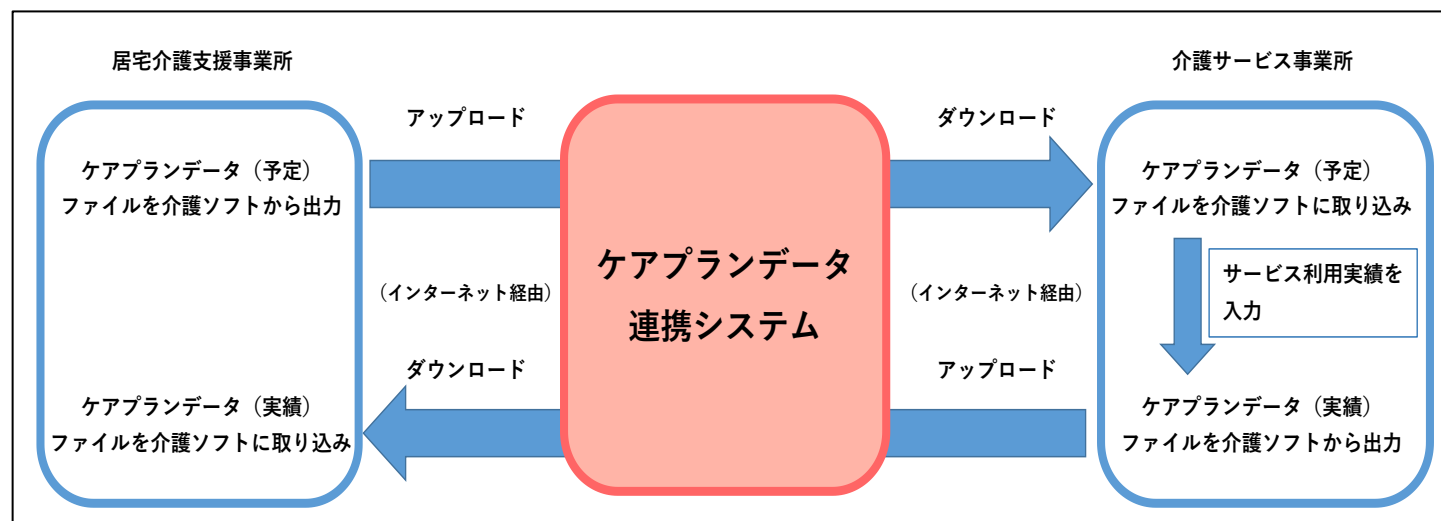 居宅介護支援事業所
ケアプランデータ（予定）
ファイルを介護ソフトから出力
ケアプランデータ（実績）
ファイルを介護ソフトに取り込み
アップロード
（インターネット経由）
ダウンロード
ケアプランデータ
連携システム
ダウンロード
（インターネット経由）
アップロード
介護サービス事業所
ケアプランデータ（予定）
ファイルを介護ソフトに取り込み
サービス利用実績を
入力
ケアプランデータ（実績）
ファイルを介護ソフトから出力